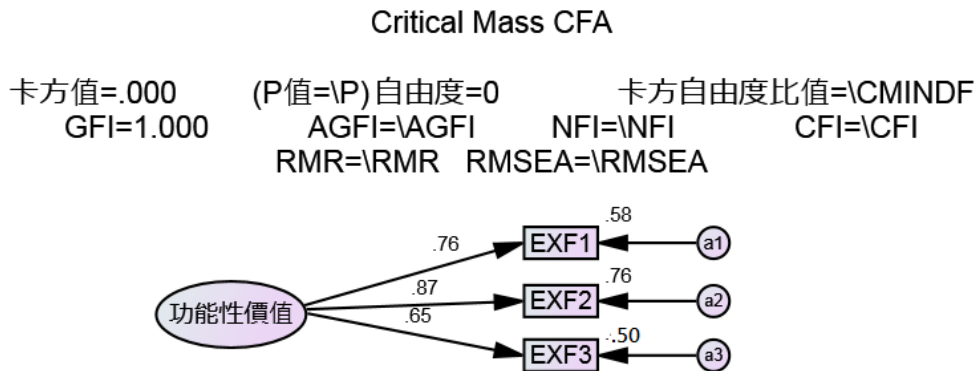 Critical Mass CFA
卡方值=.000 (P值=\P)自由度=0 卡方自由度比值=\CMINDF
GFI=1.000 AGFI=\AGFI NFI=\NFI CFI=\CFI
RMR=\RMR RMSEA=\RMSEA
.58
.76 EXF1 a1
.76
.87 EXF2 a2
功能性價值
.65
.50
EXF3 a3